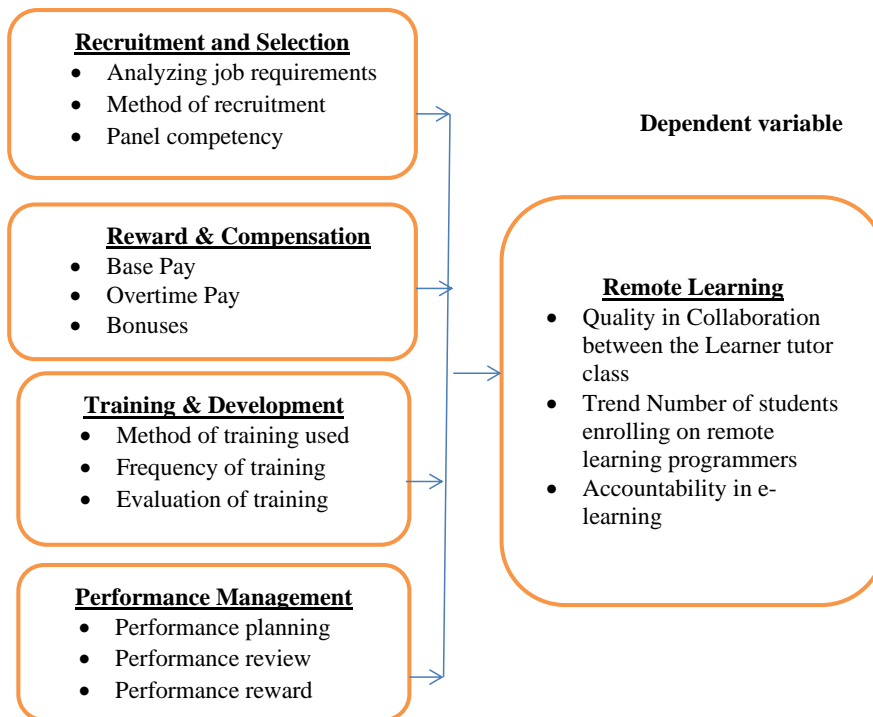 Recruitment and Selection
• Analyzing job requirements
• Method of recruitment
• Panel competency
Reward & Compensation
• Base Pay
• Overtime Pay
• Bonuses
Training & Development
• Method of training used
• Frequency of training
• Evaluation of training
Performance Management
• Performance planning
• Performance review
• Performance reward
Dependent variable
Remote Learning
• Quality in Collaboration
between the Learner tutor
class
• Trend Number of students
enrolling on remote
learning programmers
• Accountability in e-
learning